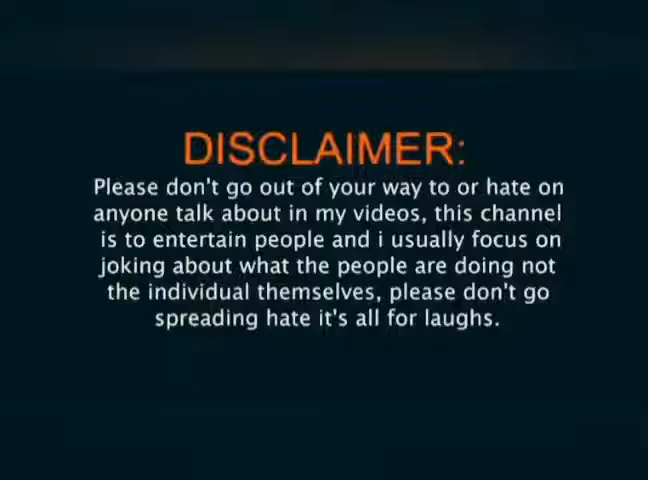 DISCLAIMER:
Please don't go out of your way to or hate on
anyone talk about in my videos, this channel
is to entertain people and i usually focus on
joking about what the people are doing not
the individual themselves, please don't go
spreading hate it's all for laughs.